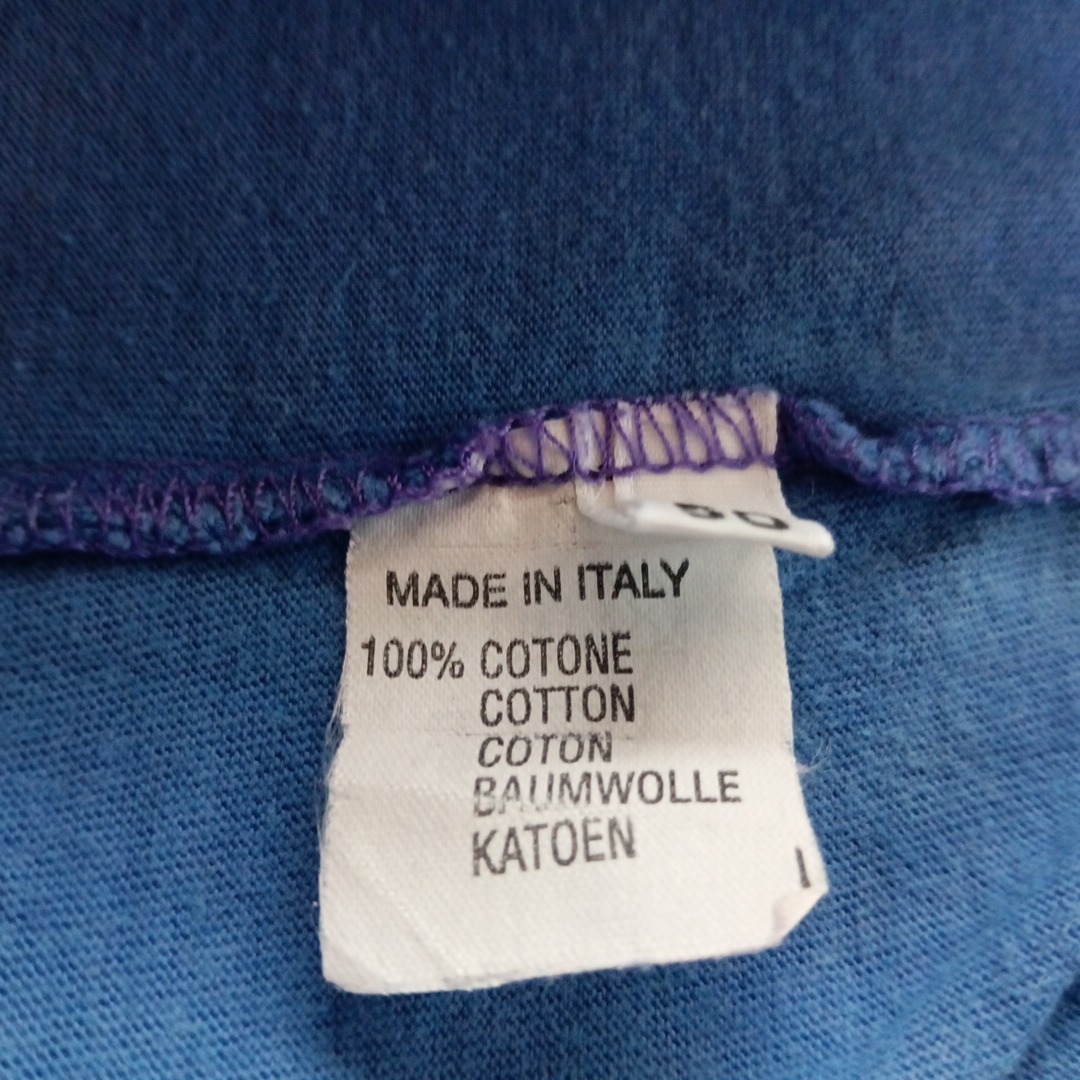 MADE IN ITALY
100% COTONE
COTTON
COTON
BAUMWOLLE
KATOEN